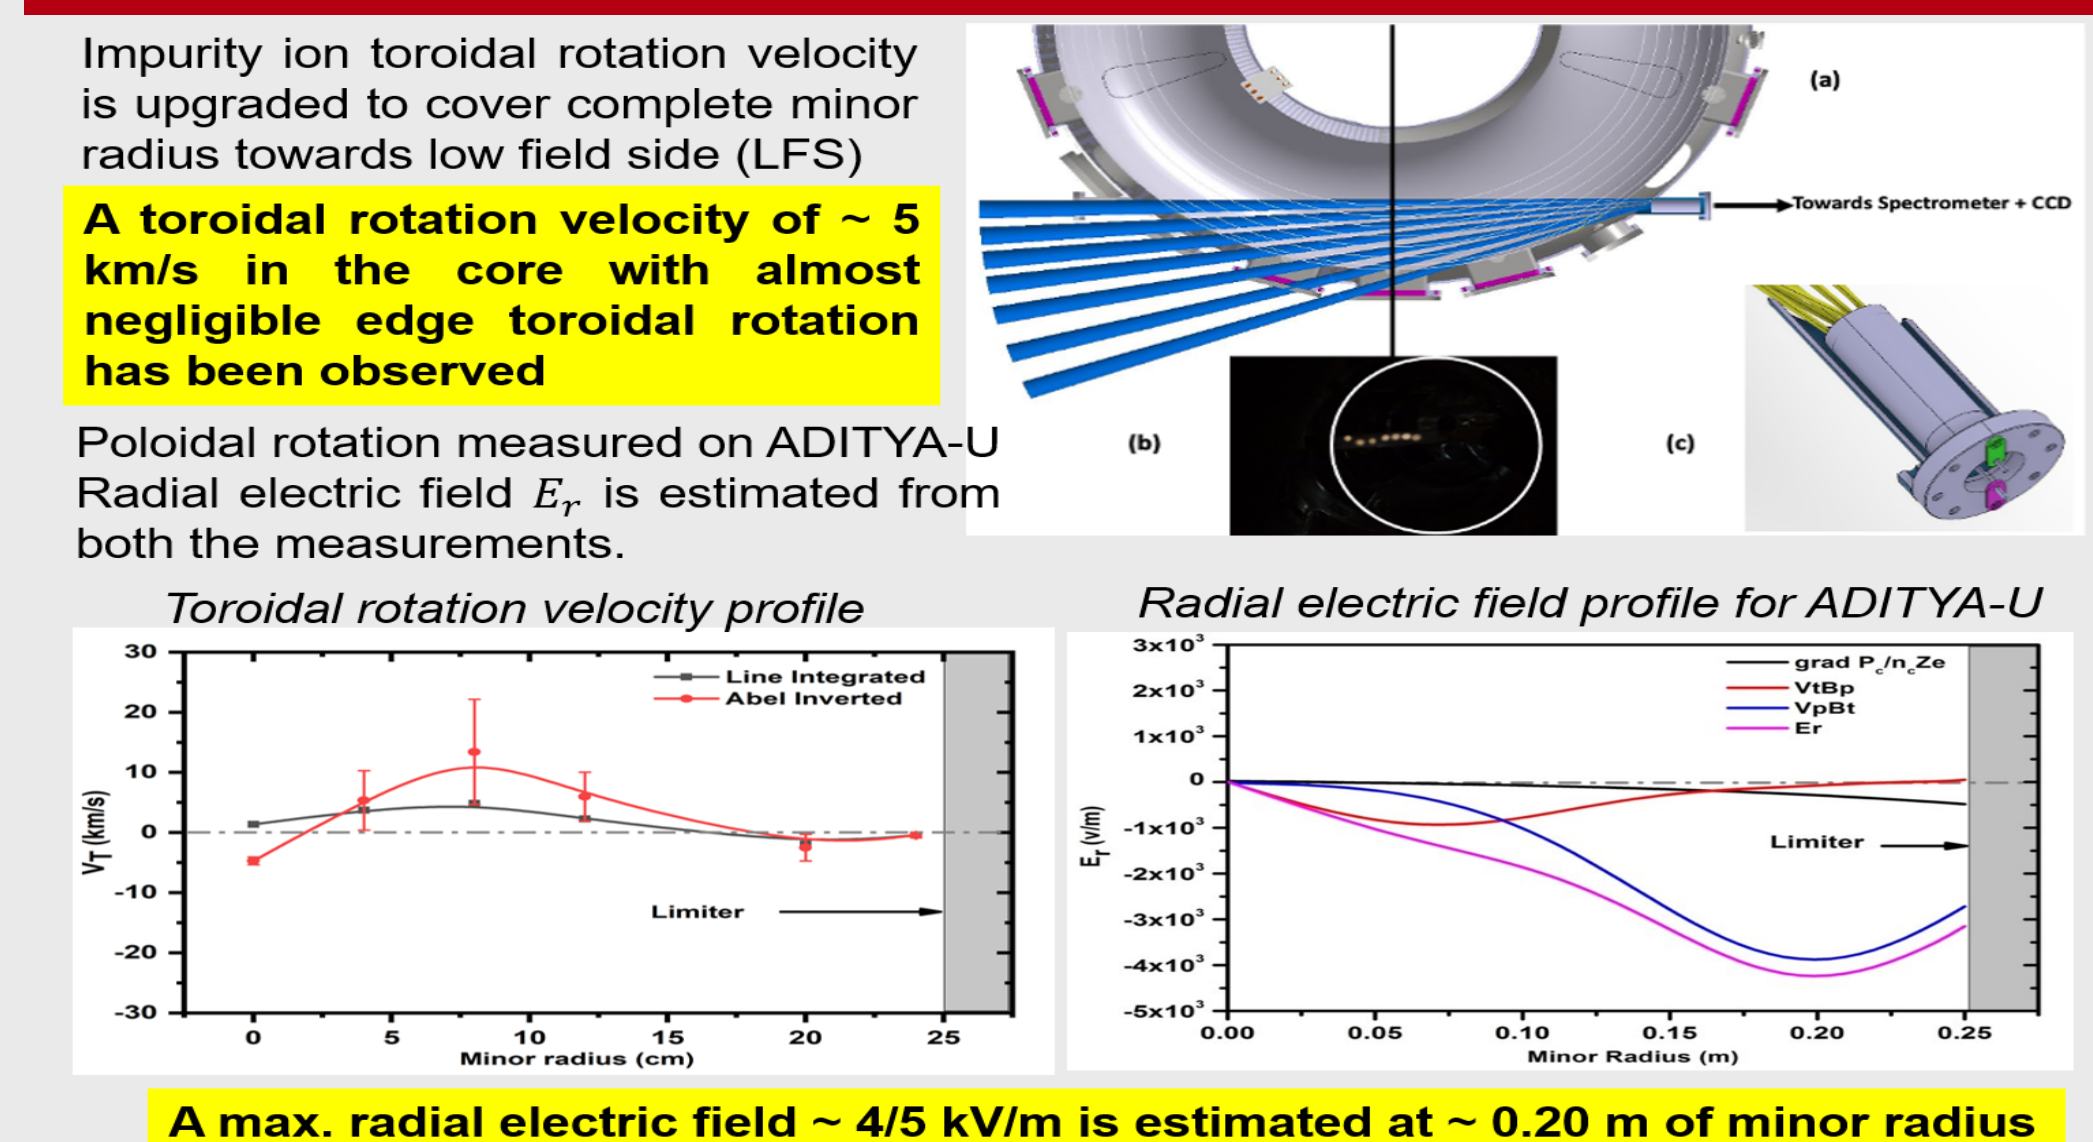 Impurity ion toroidal rotation velocity
is upgraded to cover complete minor
radius towards low field side (LFS)
A toroidal rotation velocity of ~ 5
km/s in the core with almost
negligible edge toroidal rotation
has been observed
Poloidal rotation measured on ADITYA-U
Radial electric field E_r is estimated from
both the measurements.
(a)
Towards Spectrometer + CCD
(b)
(c)
Toroidal rotation velocity profile
30
20
10
0
-10
-20
-30
V_T (km/s)
Line Integrated
Abel Inverted
Limiter
0 5 10 15 20 25
Minor radius (cm)
Radial electric field profile for ADITYA-U
3x10³
2x10³
1x10³
0
-1x10³
-2x10³
-3x10³
-4x10³
-5x10³
E_r (v/m)
grad P_c/n_cZe
VtBp
VpBt
Er
Limiter
0.00 0.05 0.10 0.15 0.20 0.25
Minor Radius (m)
A max. radial electric field ~ 4/5 kV/m is estimated at ~ 0.20 m of minor radius